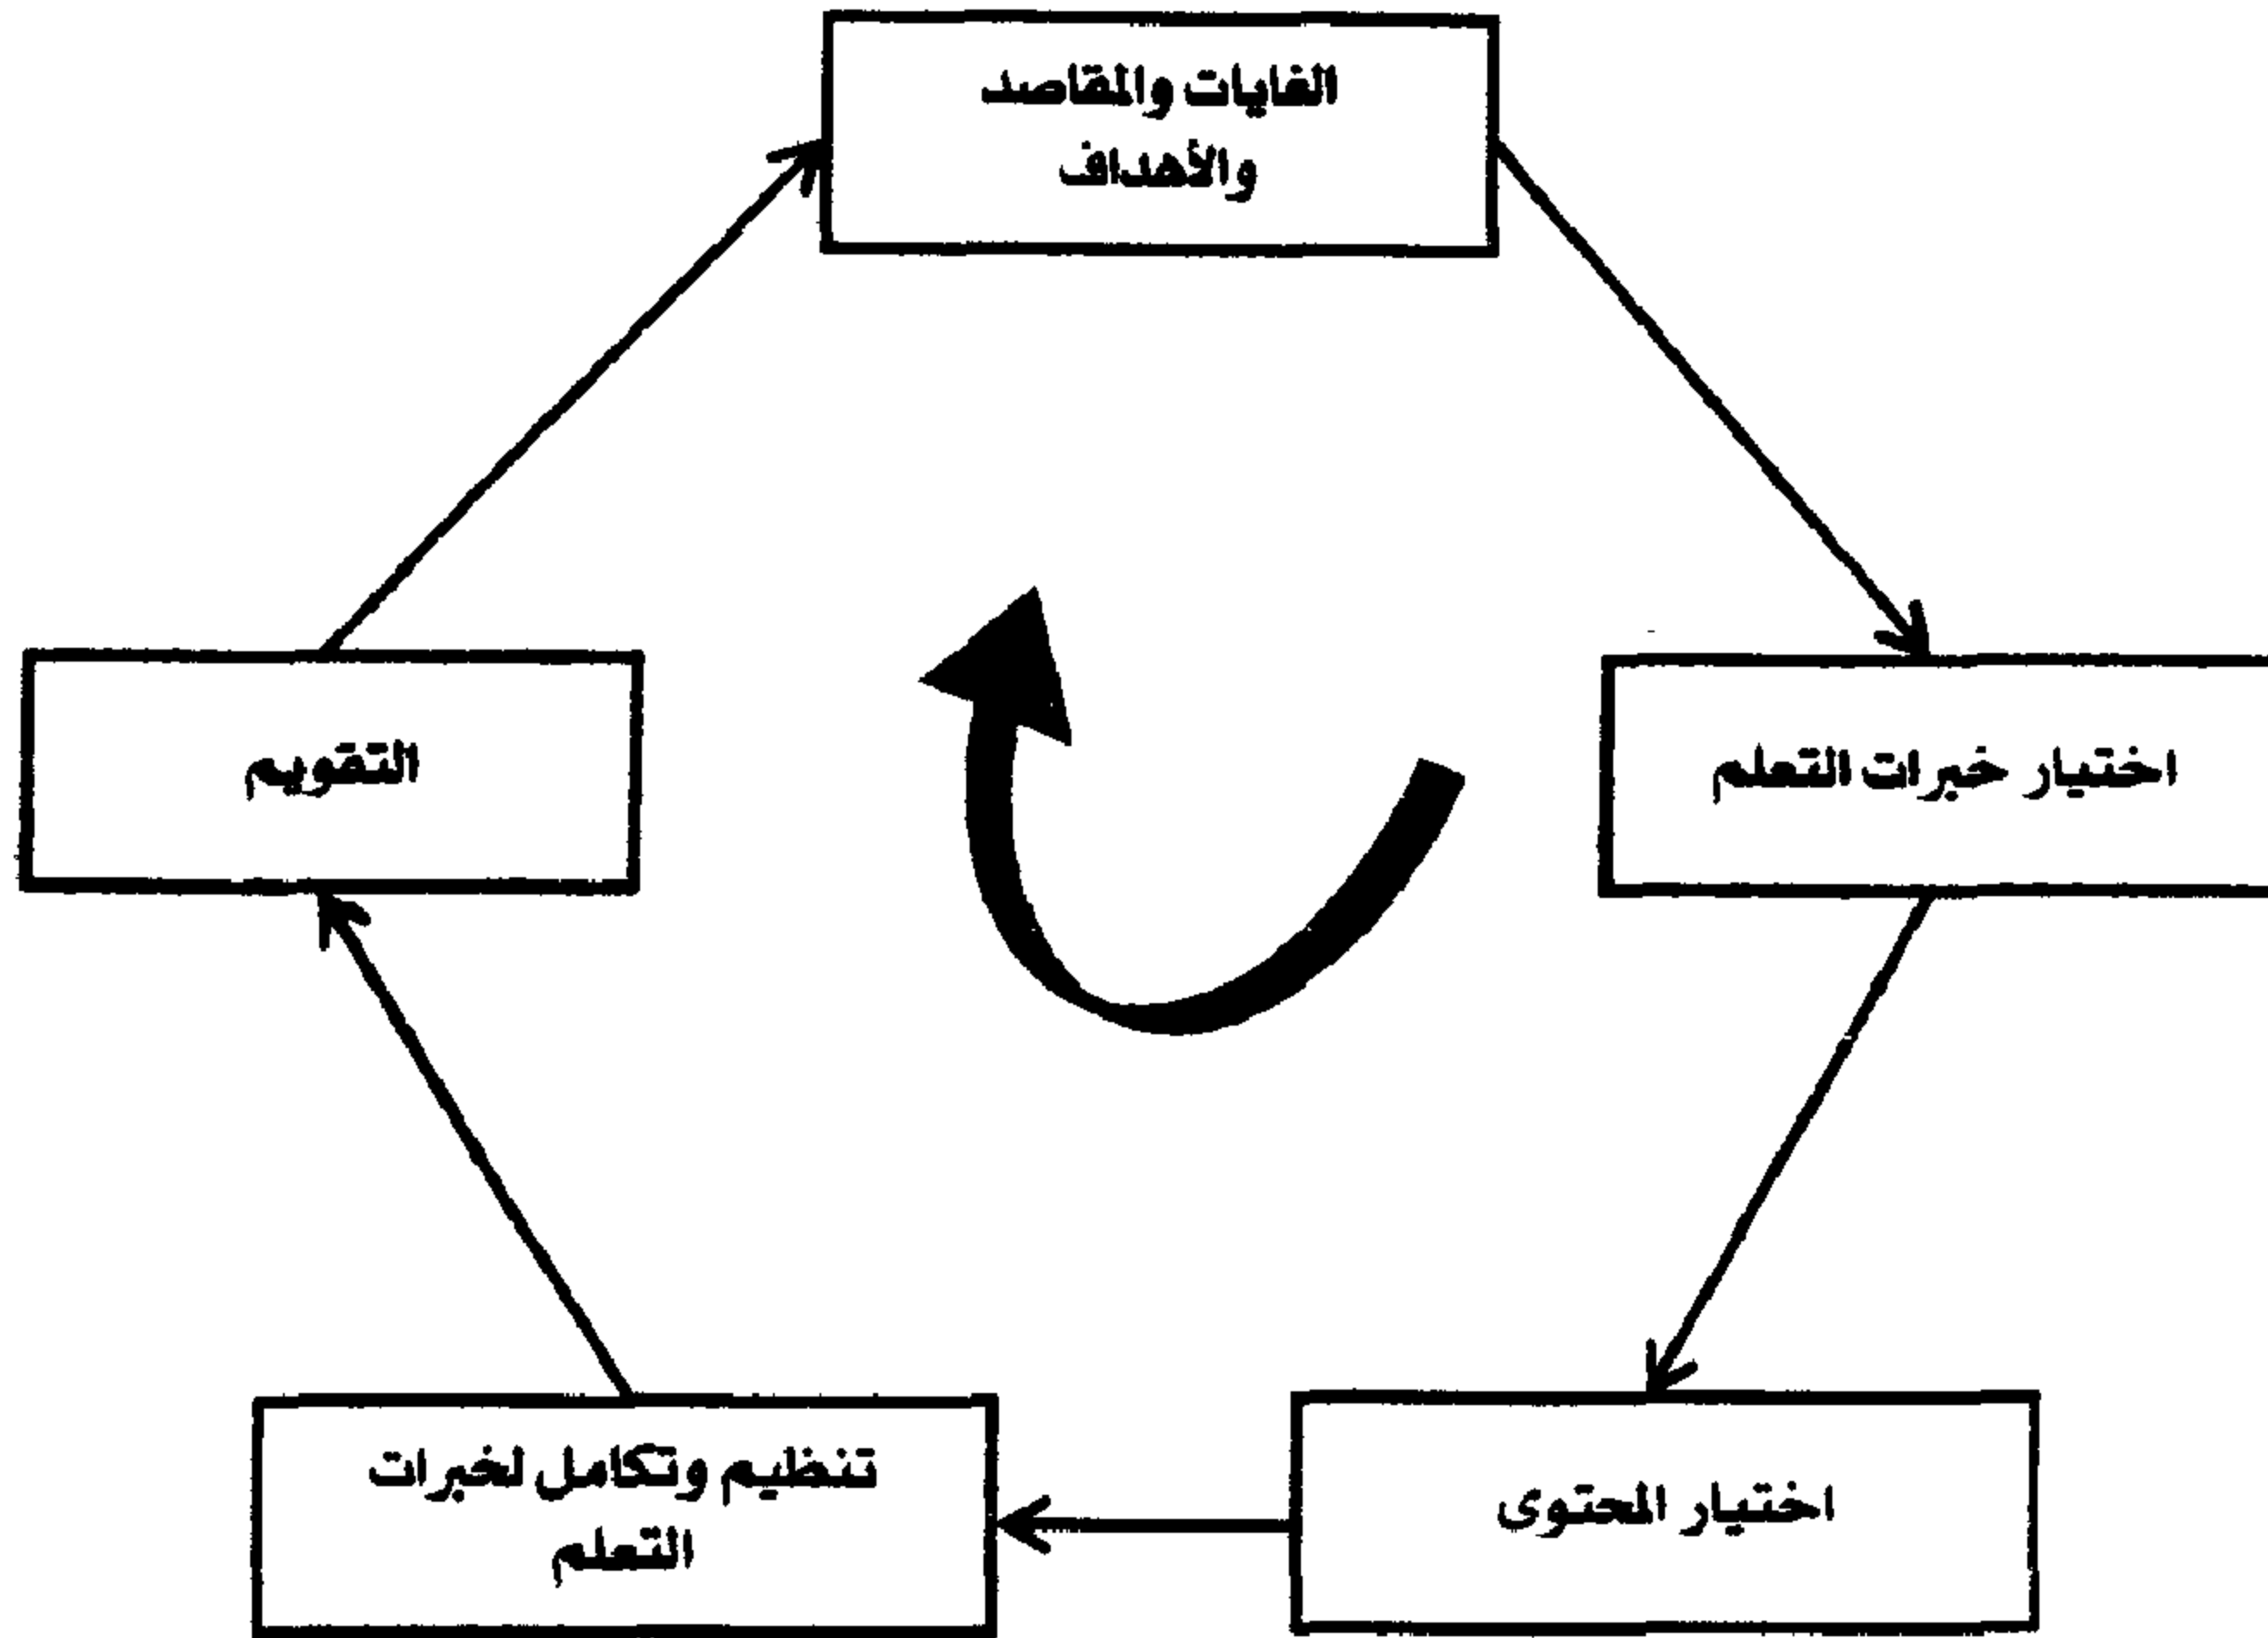 الغايات والمقاصد
والأهداف
اختيار خبرات التعلم
التقويم
اختيار المحتوى
تنظيم وتكامل لخبرات
التعلم